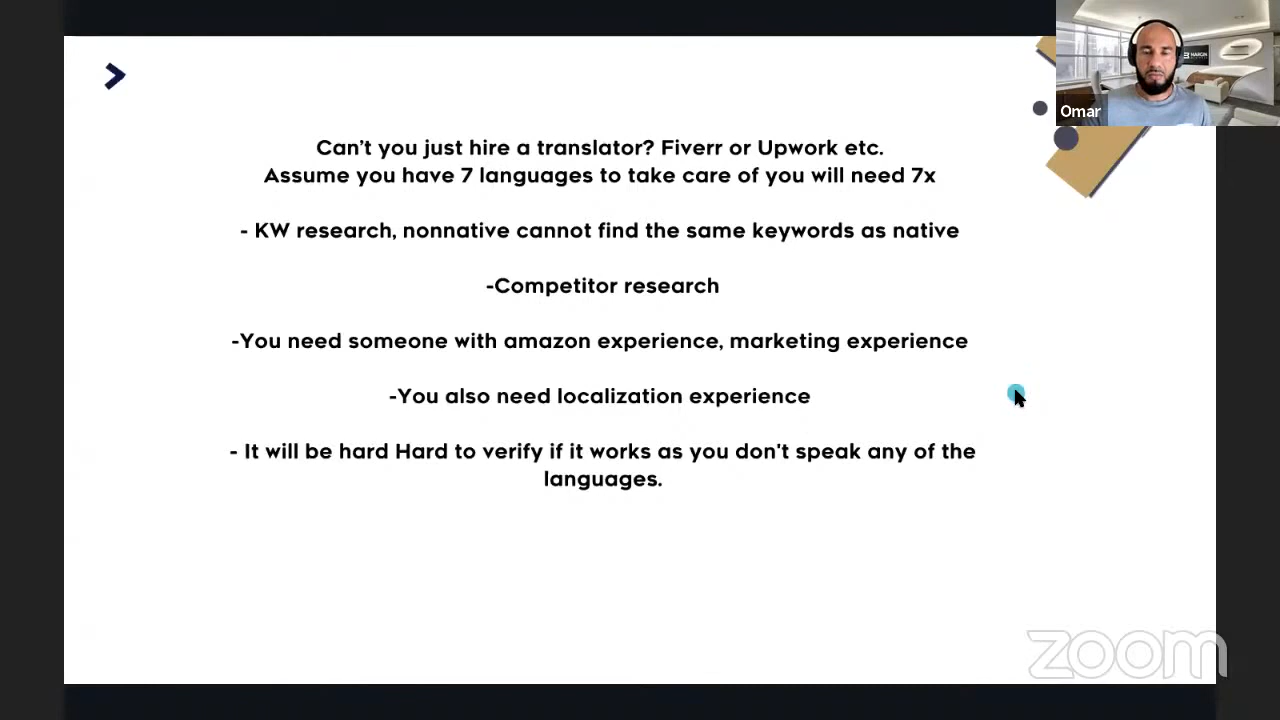 Omar
Can't you just hire a translator? Fiverr or Upwork etc.
Assume you have 7 languages to take care of you will need 7x
- KW research, nonnative cannot find the same keywords as native
-Competitor research
-You need someone with amazon experience, marketing experience
-You also need localization experience
- It will be hard Hard to verify if it works as you don't speak any of the
languages.
zoom